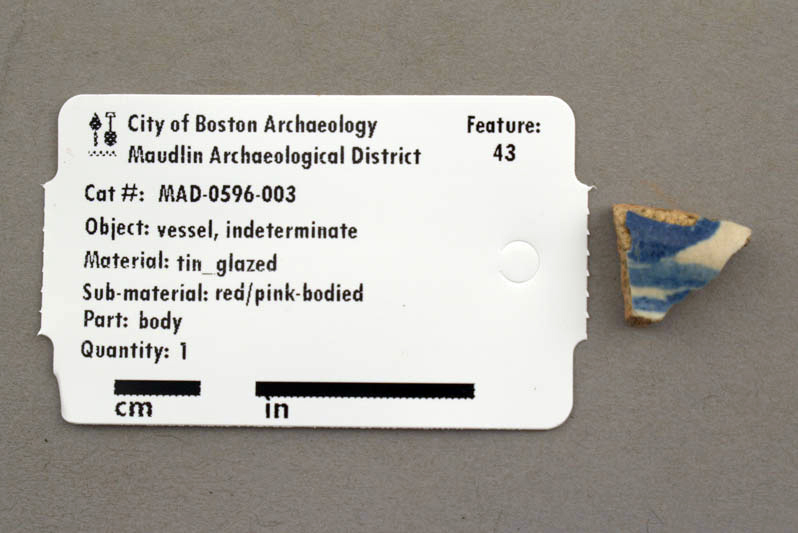 City of Boston Archaeology
Maudlin Archaeological District
Feature:
43
Cat #: MAD-0596-003
Object: vessel, indeterminate
Material: tin_glazed
Sub-material: red/pink-bodied
Part: body
Quantity: 1
cm in